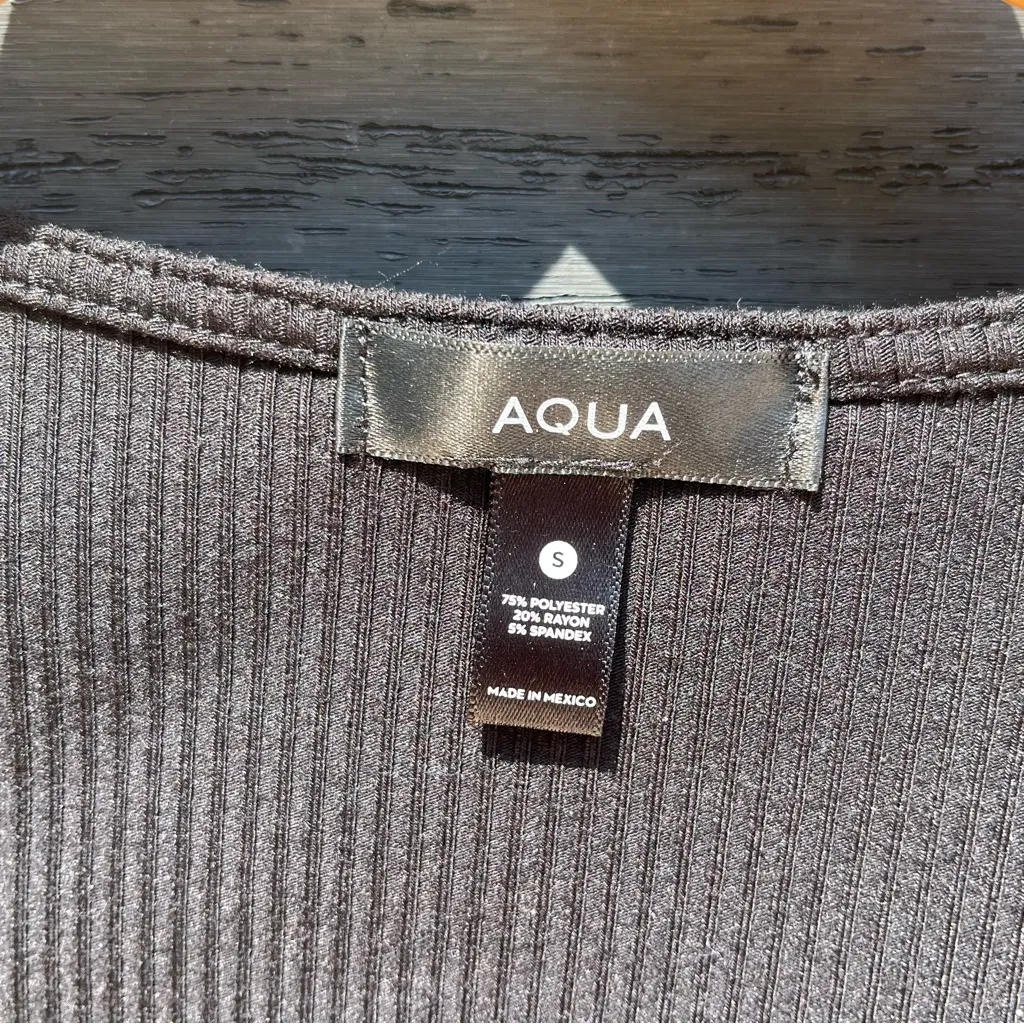 AQUA
S
75% POLYESTER
20% RAYON
5% SPANDEX
MADE IN MEXICO